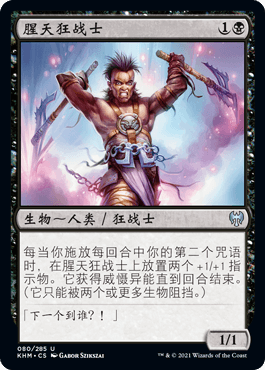 腥天狂战士 1
生物～人类／狂战士
每当你施放每回合中你的第二个咒语
时，在腥天狂战士上放置两个 +1/+1 指
示物。它获得威慑异能直到回合结束。
（它只能被两个或更多生物阻挡。）
「下一个到谁？！」
1/1
080/285 U
KHM • CS GABOR SZIKSZAI
™ & © 2021 Wizards of the Coast